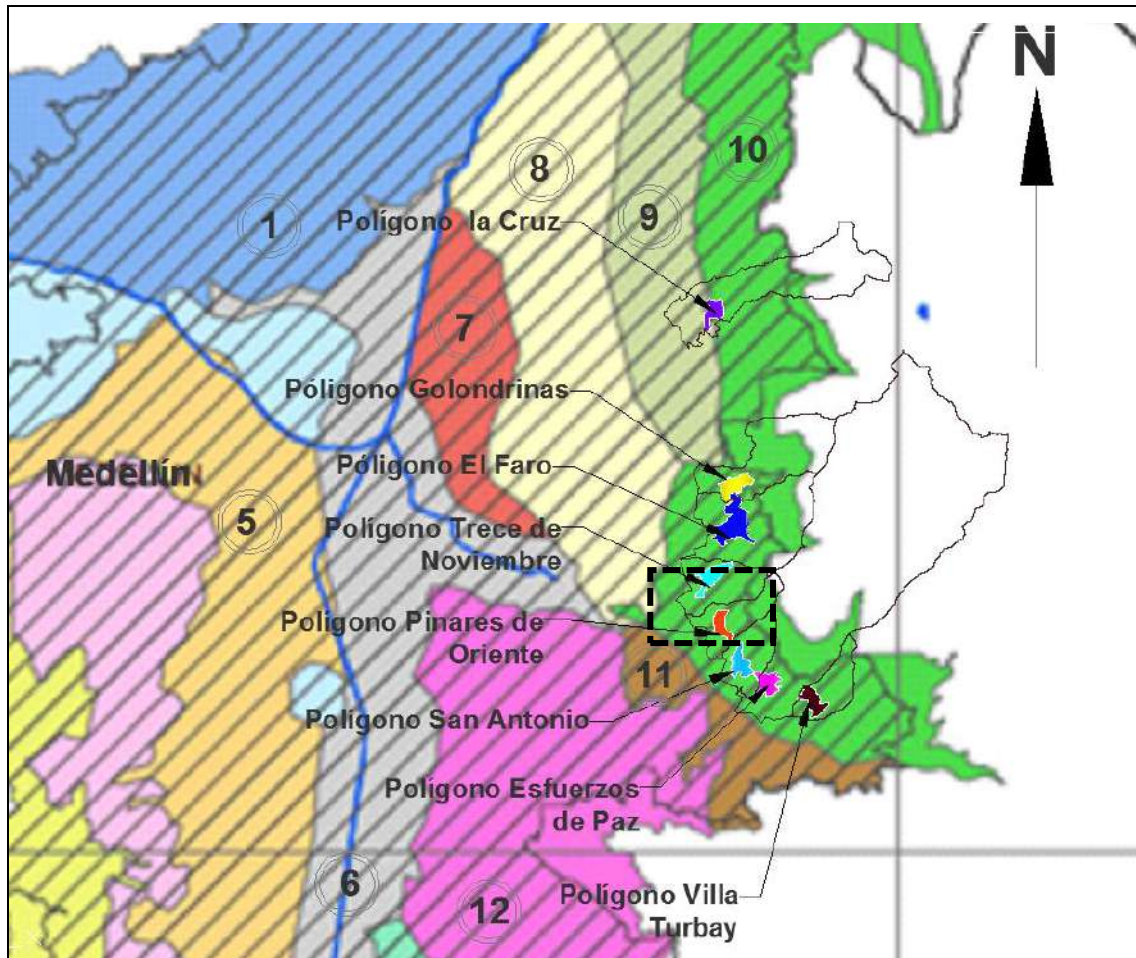 N
10
8
9
1
Polígono la Cruz
7
Póligono Golondrinas
Medellín
Póligono El Faro
5
Polígono Trece de
Noviembre
Poligono Pinares de
Oriente
11
Polígono San Antonio
Polígono Esfuerzos
de Paz
6
12
Polígono Villa
Turbay